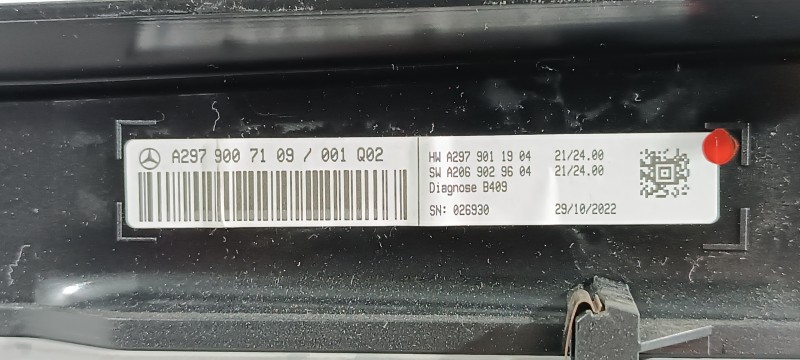 A297 900 71 09 / 001 Q02
HW A297 901 19 04 21/24.00
SW A206 902 96 04 21/24.00
Diagnose B409
SN: 026930 29/10/2022